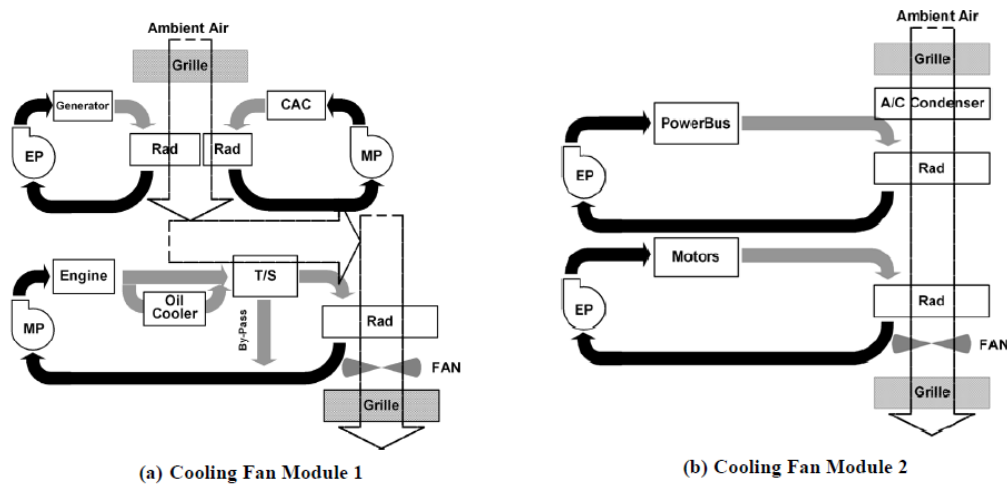 Ambient Air
Grille
Generator
CAC
EP
Rad
Rad
MP
Engine
T/S
Oil
Cooler
MP
By-Pass
Rad
FAN
Grille
(a) Cooling Fan Module 1
Ambient Air
Grille
A/C Condenser
PowerBus
EP
Rad
Motors
EP
Rad
FAN
Grille
(b) Cooling Fan Module 2